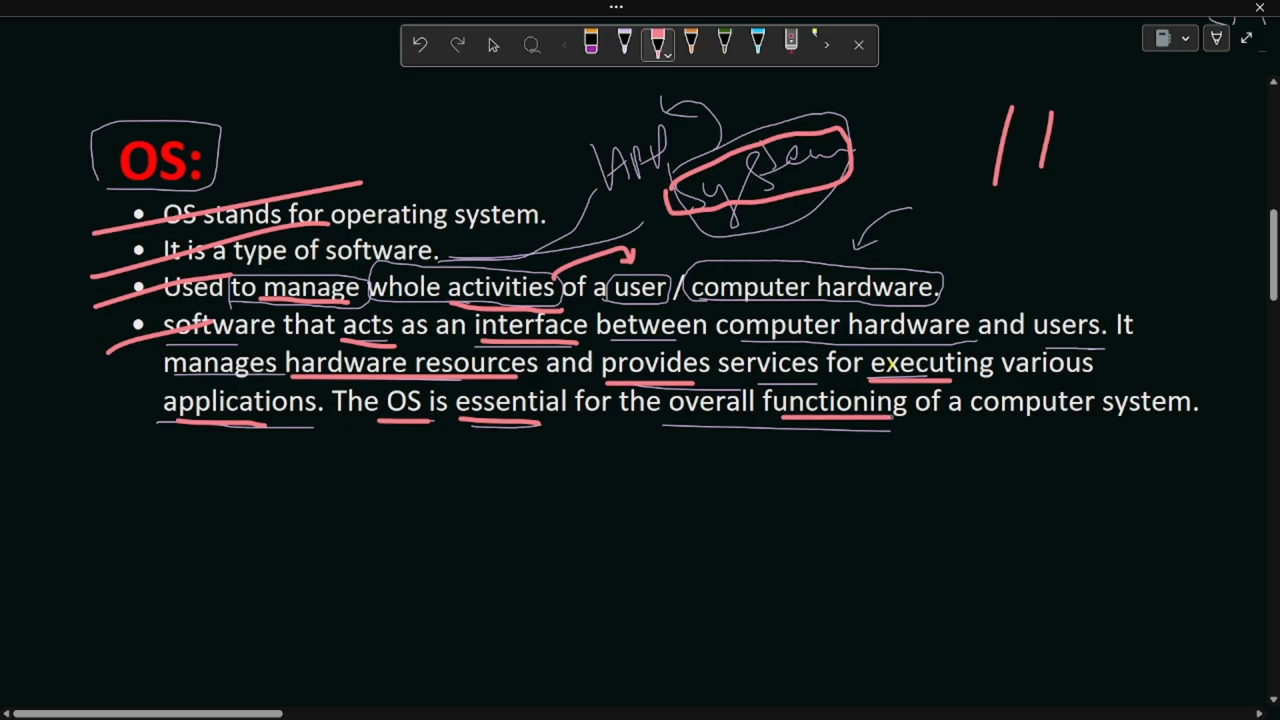 APP System
OS:
• OS stands for operating system.
• It is a type of software.
• Used to manage whole activities of a user / computer hardware.
• software that acts as an interface between computer hardware and users. It
manages hardware resources and provides services for executing various
applications. The OS is essential for the overall functioning of a computer system.